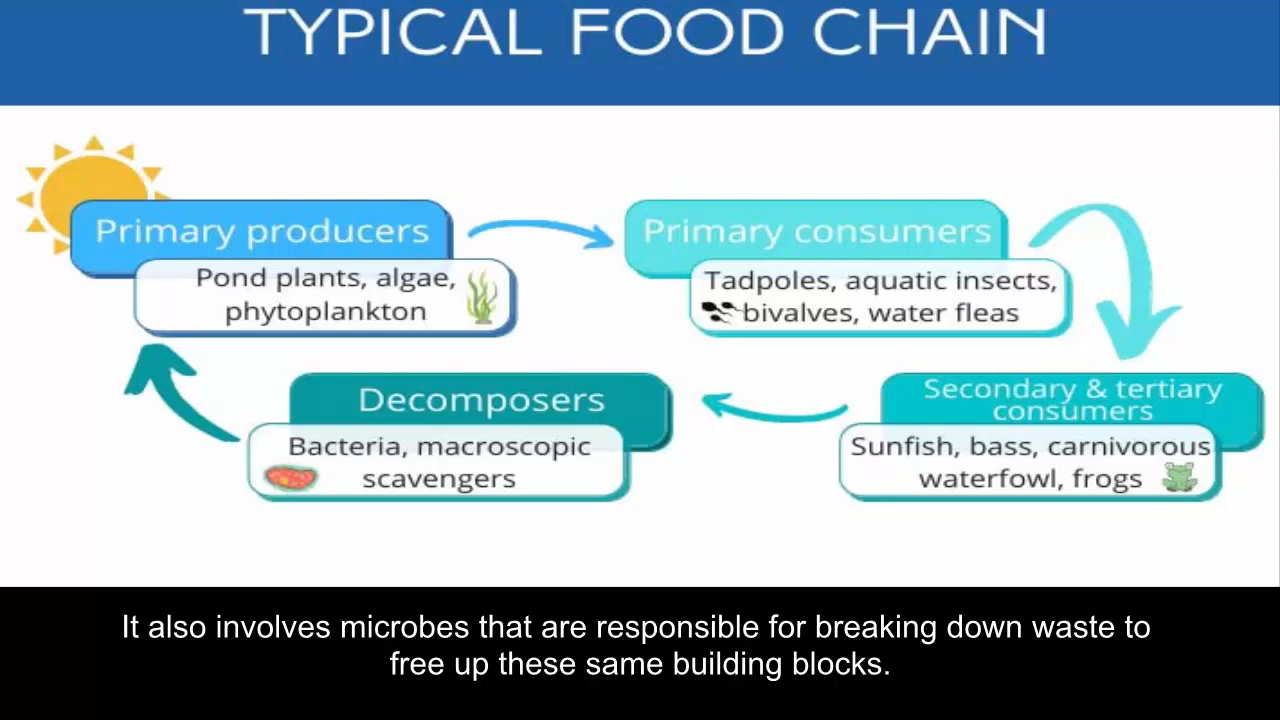 TYPICAL FOOD CHAIN
Primary producers
Pond plants, algae,
phytoplankton
Primary consumers
Tadpoles, aquatic insects,
bivalves, water fleas
Secondary & tertiary
consumers
Sunfish, bass, carnivorous
waterfowl, frogs
Decomposers
Bacteria, macroscopic
scavengers
It also involves microbes that are responsible for breaking down waste to
free up these same building blocks.